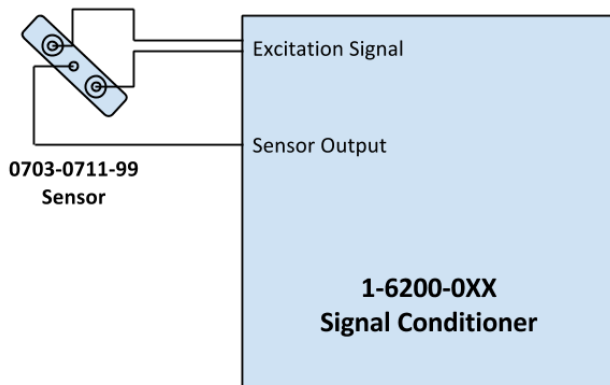 Excitation Signal
Sensor Output
0703-0711-99
Sensor
1-6200-0XX
Signal Conditioner